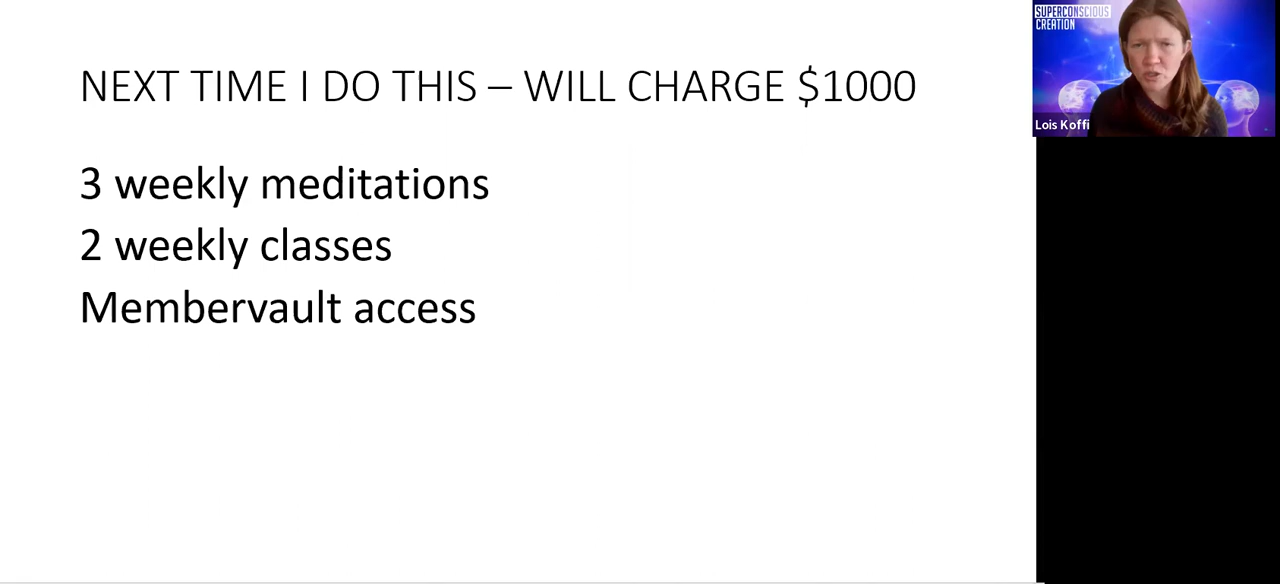 NEXT TIME I DO THIS – WILL CHARGE $1000
3 weekly meditations
2 weekly classes
Membervault access
SUPERCONSCIOUS
CREATION
Lois Koffi